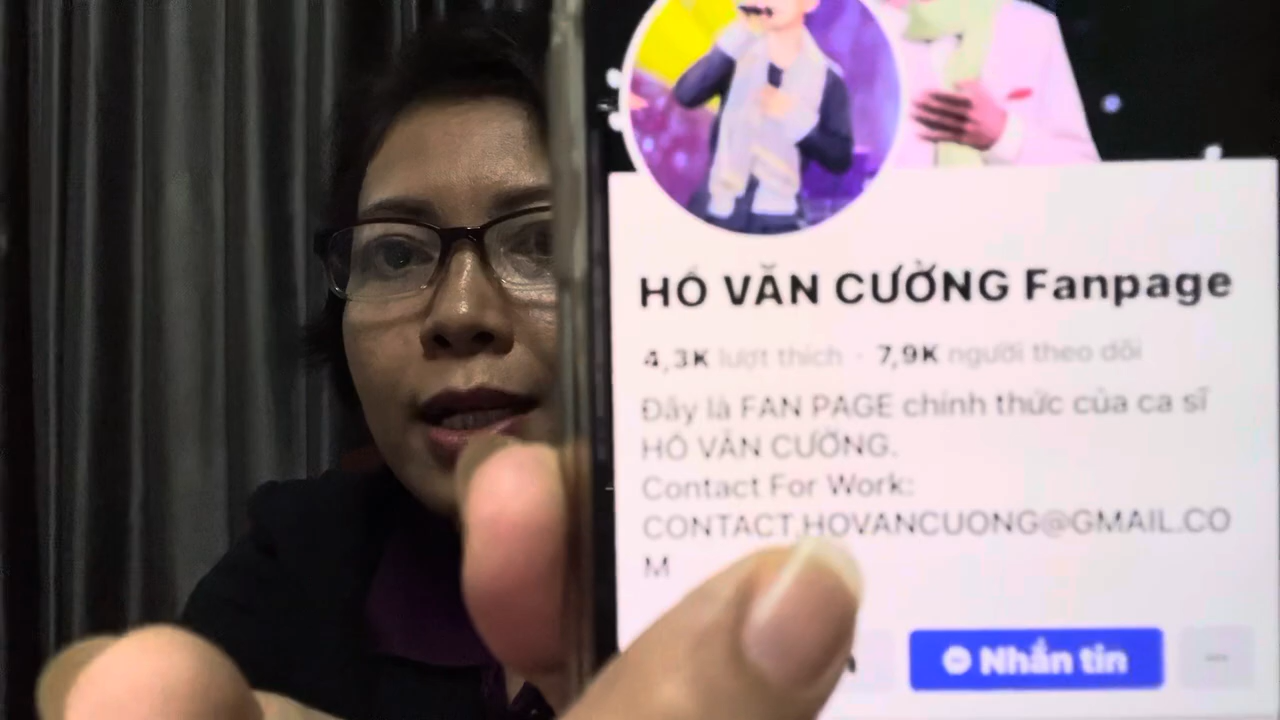 HỒ VĂN CƯỜNG Fanpage
4,3K lượt thích · 7,9K người theo dõi
Đây là FAN PAGE chính thức của ca sĩ
HỒ VĂN CƯỜNG.
Contact For Work:
CONTACT.HOVANCUONG@GMAIL.CO
M
Nhắn tin